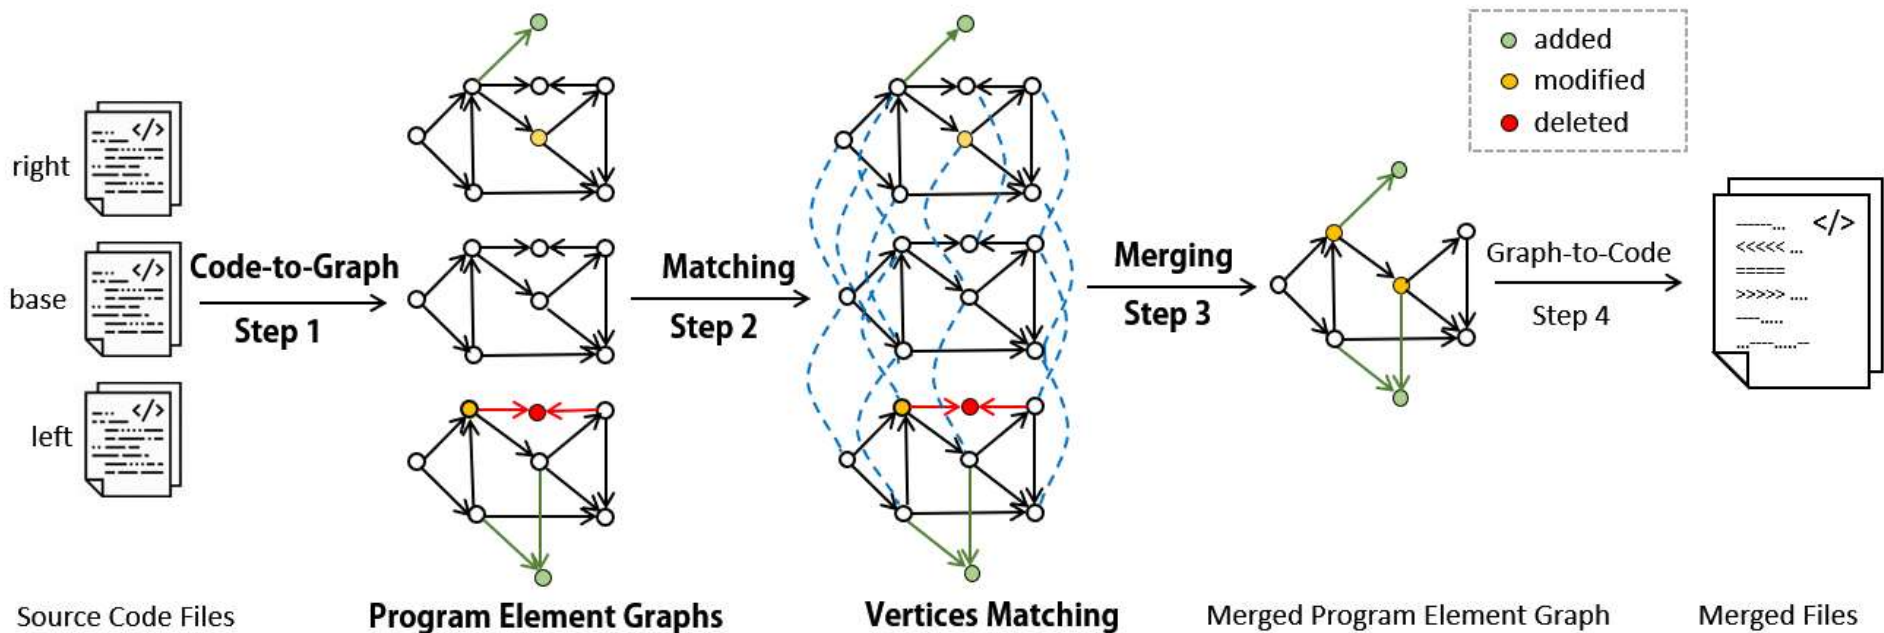 added
modified
deleted
right
base
left
</>
</>
</>
Code-to-Graph
Step 1
Matching
Step 2
Merging
Step 3
Graph-to-Code
Step 4
-----... </>
<<<<< ...
=====
>>>>> ....
----.....
...----.....--
Source Code Files
Program Element Graphs
Vertices Matching
Merged Program Element Graph
Merged Files